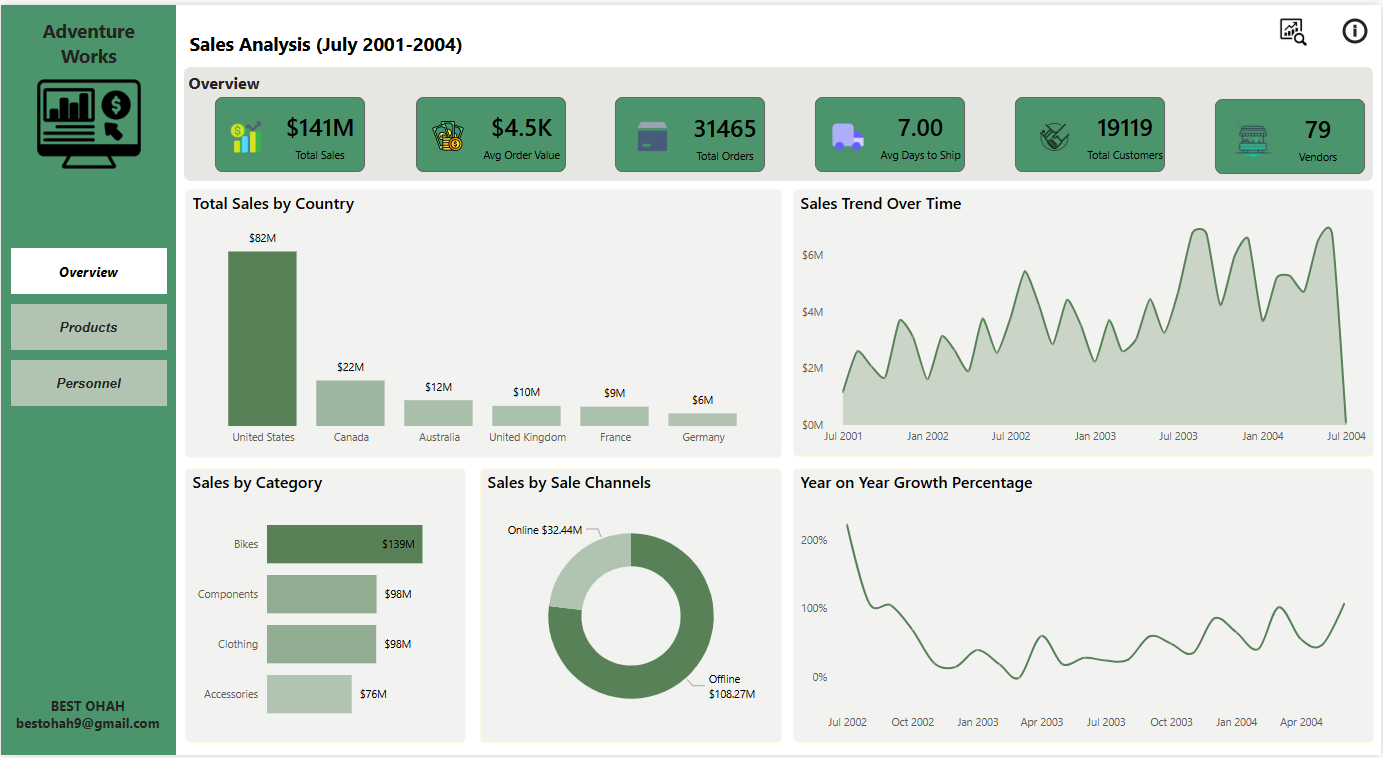 Adventure
Works
Sales Analysis (July 2001-2004)
Overview
$141M
Total Sales
$4.5K
Avg Order Value
31465
Total Orders
7.00
Avg Days to Ship
19119
Total Customers
79
Vendors
Overview
Products
Personnel
BEST OHAH
bestohah9@gmail.com
Total Sales by Country
$82M
$22M
$12M
$10M
$9M
$6M
United States Canada Australia United Kingdom France Germany
Sales Trend Over Time
$6M
$4M
$2M
$0M
Jul 2001 Jan 2002 Jul 2002 Jan 2003 Jul 2003 Jan 2004 Jul 2004
Sales by Category
Bikes $139M
Components $98M
Clothing $98M
Accessories $76M
Sales by Sale Channels
Online $32.44M
Offline
$108.27M
Year on Year Growth Percentage
200%
100%
0%
Jul 2002 Oct 2002 Jan 2003 Apr 2003 Jul 2003 Oct 2003 Jan 2004 Apr 2004